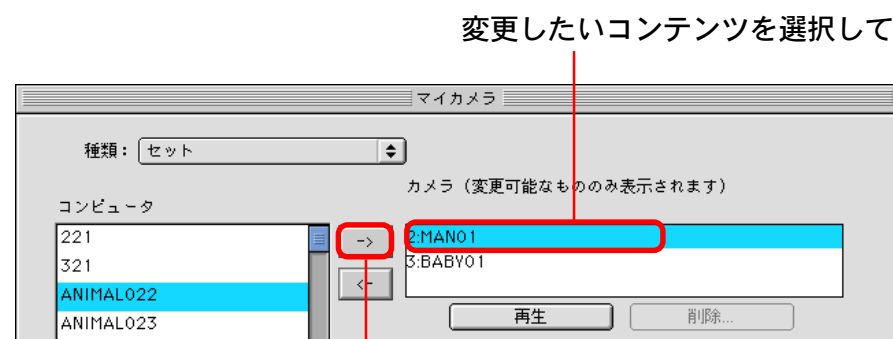 変更したいコンテンツを選択して
マイカメラ
種類： セット
カメラ（変更可能なもののみ表示されます）
コンピュータ
221
321
ANIMAL022
ANIMAL023
->
<-
2:MAN01
3:BABY01
再生
削除...